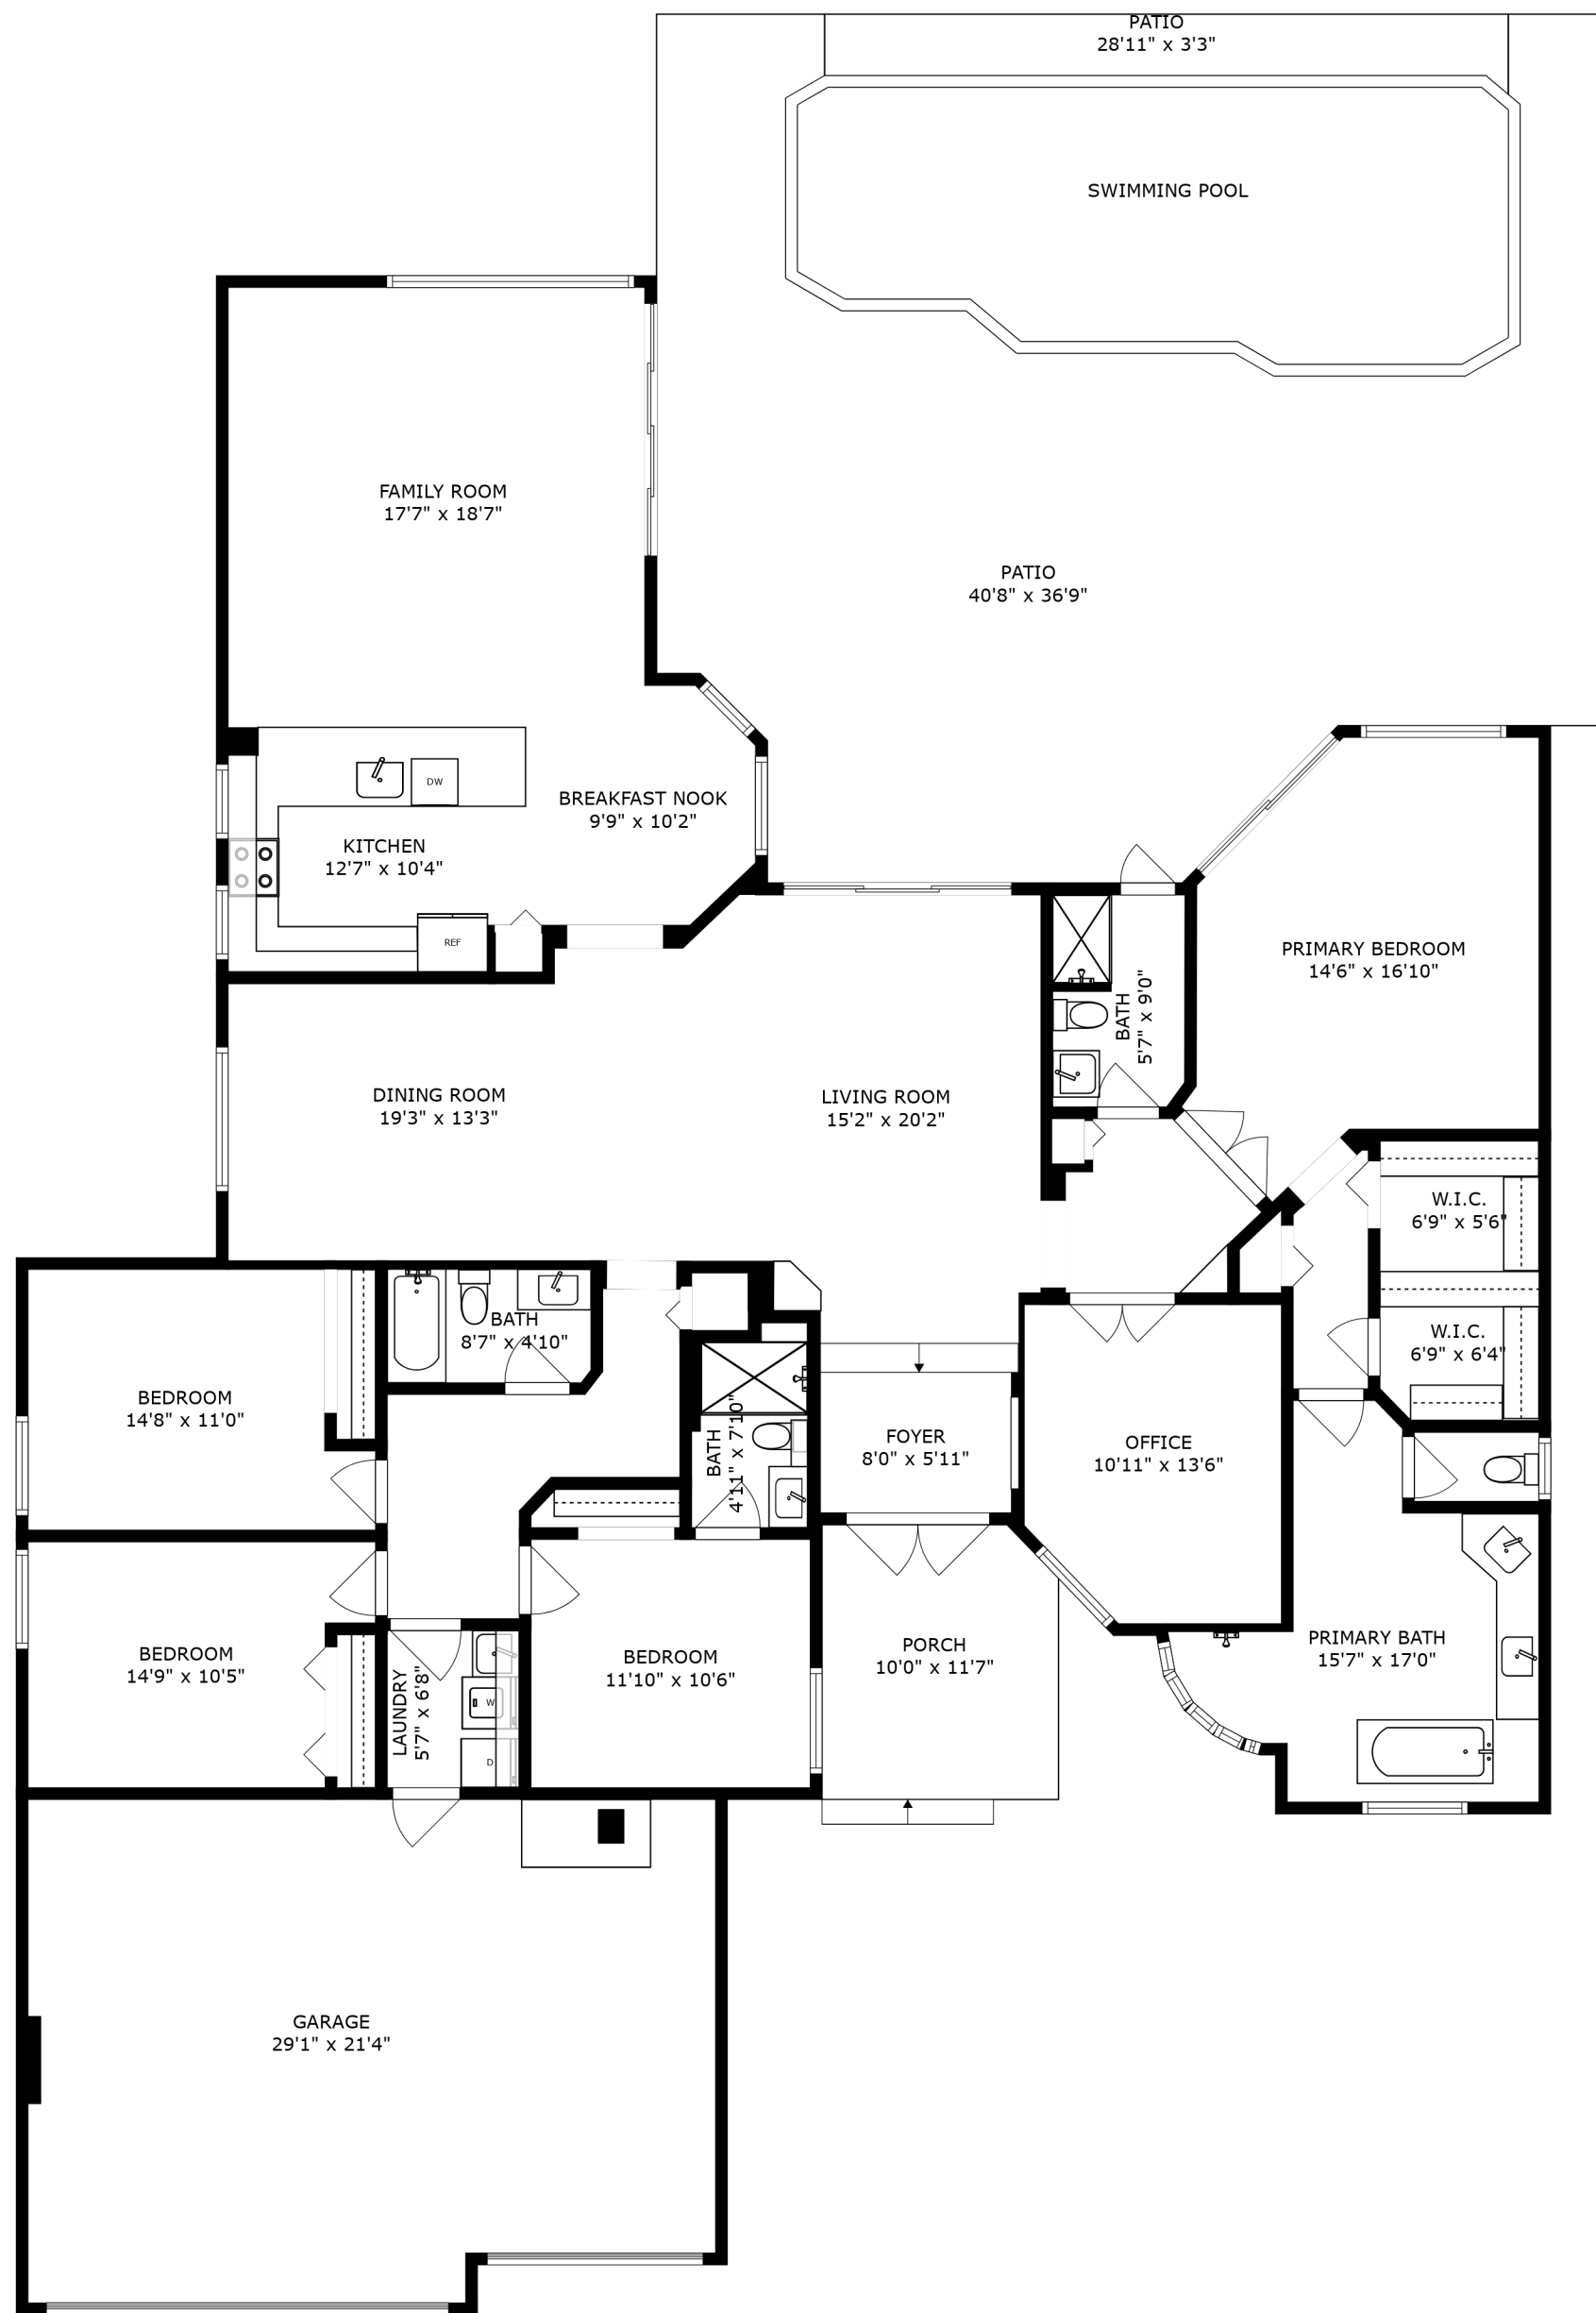 PATIO
28'11" x 3'3"
SWIMMING POOL
FAMILY ROOM
17'7" x 18'7"
PATIO
40'8" x 36'9"
DW
BREAKFAST NOOK
9'9" x 10'2"
KITCHEN
12'7" x 10'4"
REF
PRIMARY BEDROOM
14'6" x 16'10"
BATH
5'7" x 9'0"
DINING ROOM
19'3" x 13'3"
LIVING ROOM
15'2" x 20'2"
W.I.C.
6'9" x 5'6"
BATH
8'7" x 4'10"
W.I.C.
6'9" x 6'4"
BEDROOM
14'8" x 11'0"
BATH
4'11" x 7'10"
FOYER
8'0" x 5'11"
OFFICE
10'11" x 13'6"
BEDROOM
14'9" x 10'5"
LAUNDRY
5'7" x 6'8"
W
D
BEDROOM
11'10" x 10'6"
PORCH
10'0" x 11'7"
PRIMARY BATH
15'7" x 17'0"
GARAGE
29'1" x 21'4"